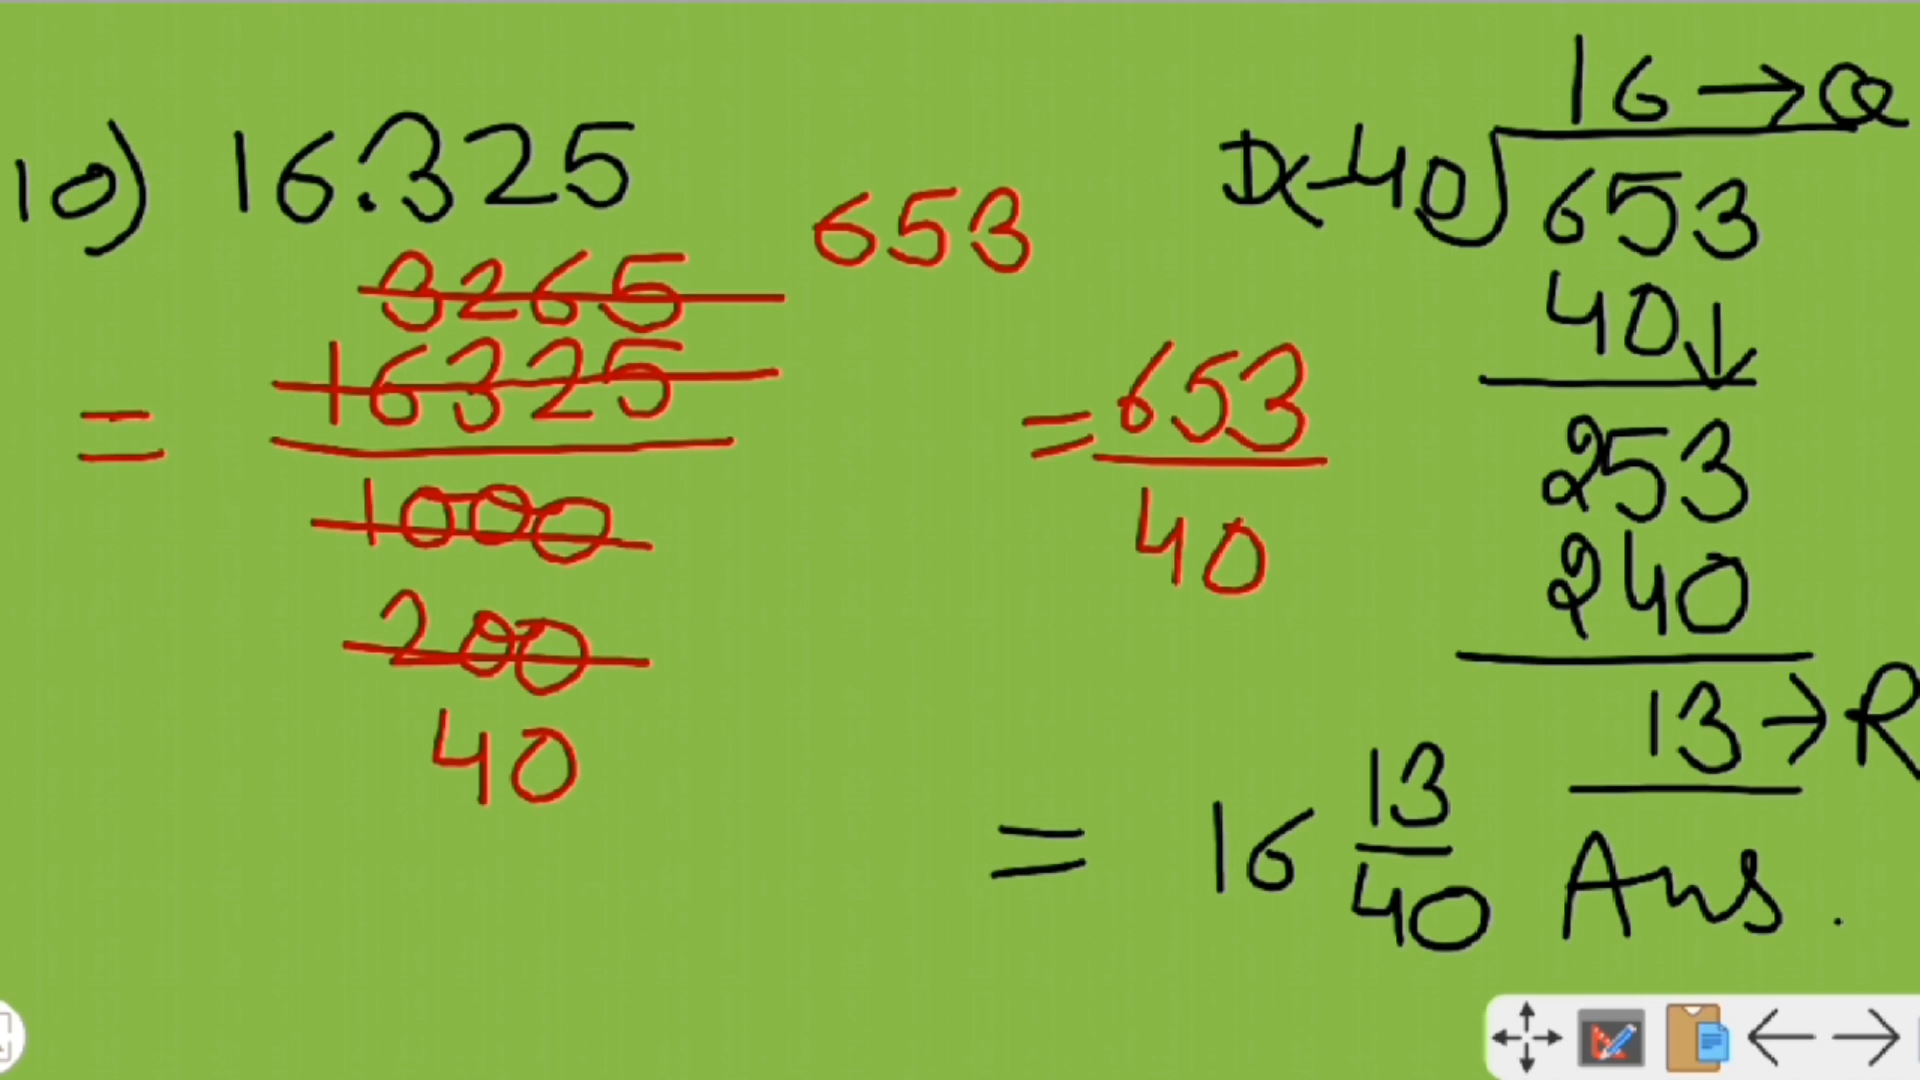 10) 16.325
3265 653
= 16325
1000
200
40
= 653
40
16 → Q
D ← 40 653
40↓
253
240
13 → R
= 16 13/40 Ans.